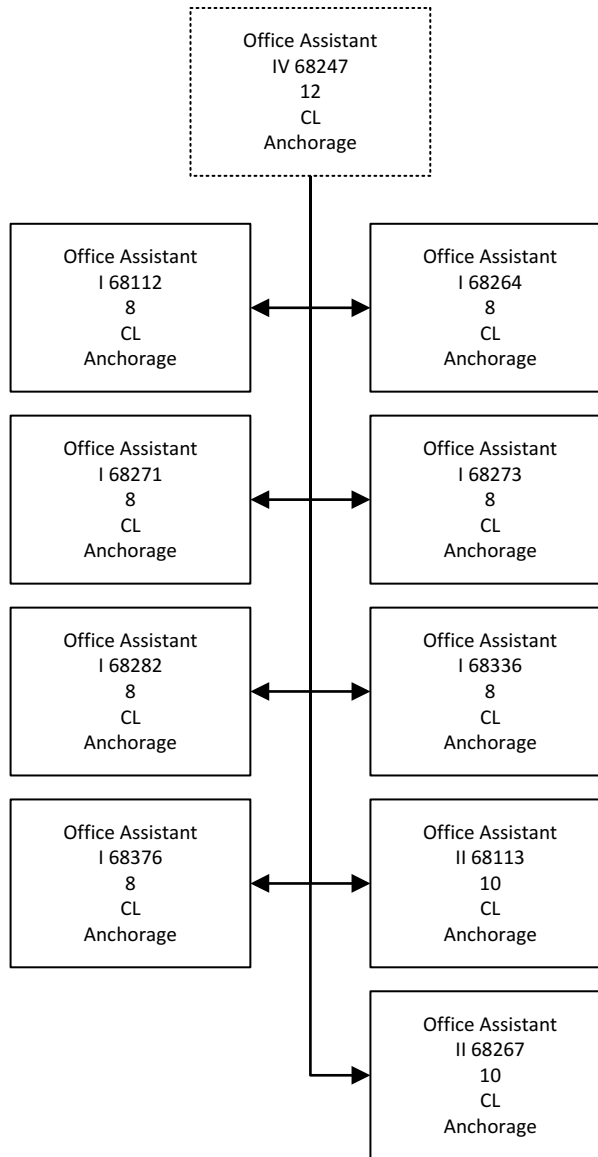 Office Assistant
IV 68247
12
CL
Anchorage
Office Assistant
I 68112
8
CL
Anchorage
Office Assistant
I 68264
8
CL
Anchorage
Office Assistant
I 68271
8
CL
Anchorage
Office Assistant
I 68273
8
CL
Anchorage
Office Assistant
I 68282
8
CL
Anchorage
Office Assistant
I 68336
8
CL
Anchorage
Office Assistant
I 68376
8
CL
Anchorage
Office Assistant
II 68113
10
CL
Anchorage
Office Assistant
II 68267
10
CL
Anchorage